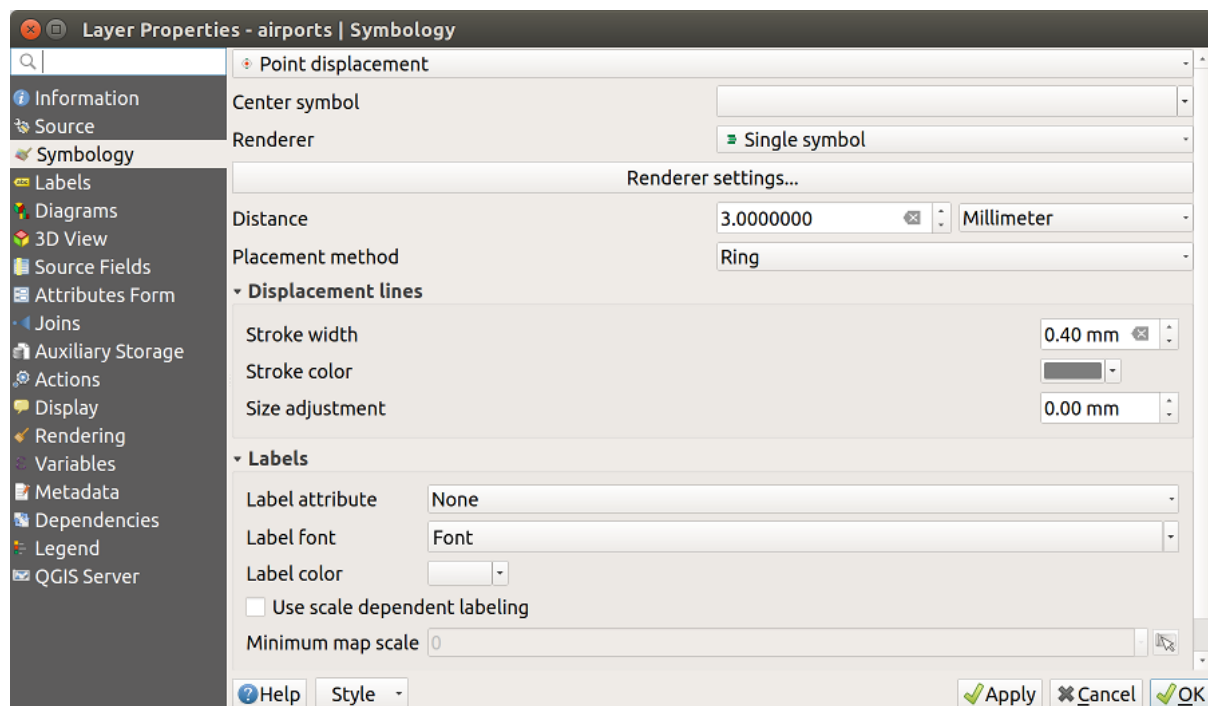 Layer Properties - airports | Symbology
Information
Source
Symbology
Labels
Diagrams
3D View
Source Fields
Attributes Form
Joins
Auxiliary Storage
Actions
Display
Rendering
Variables
Metadata
Dependencies
Legend
QGIS Server
Point displacement
Center symbol
Renderer Single symbol
Renderer settings...
Distance 3.0000000 Millimeter
Placement method Ring
Displacement lines
Stroke width 0.40 mm
Stroke color
Size adjustment 0.00 mm
Labels
Label attribute None
Label font Font
Label color
Use scale dependent labeling
Minimum map scale 0
Help Style Apply Cancel OK